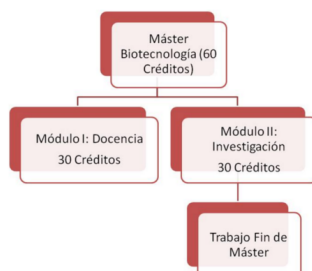 Máster
Biotecnología (60
Créditos)
Módulo I: Docencia
30 Créditos
Módulo II:
Investigación
30 Créditos
Trabajo Fin de
Máster